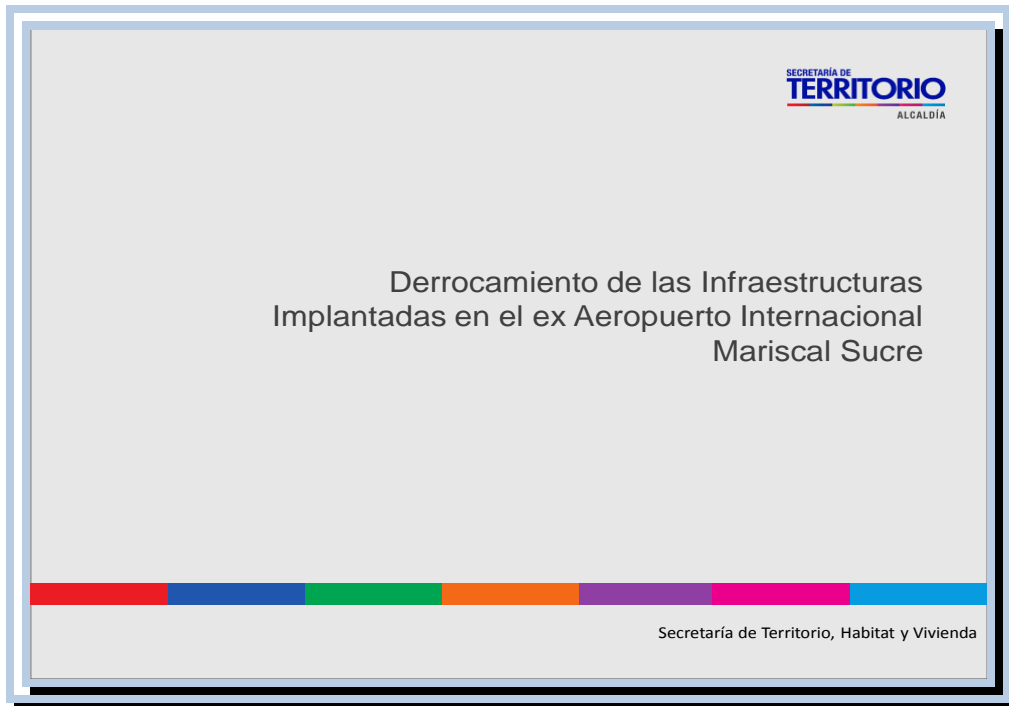 SECRETARÍA DE
TERRITORIO
ALCALDÍA
Derrocamiento de las Infraestructuras
Implantadas en el ex Aeropuerto Internacional
Mariscal Sucre
Secretaría de Territorio, Habitat y Vivienda